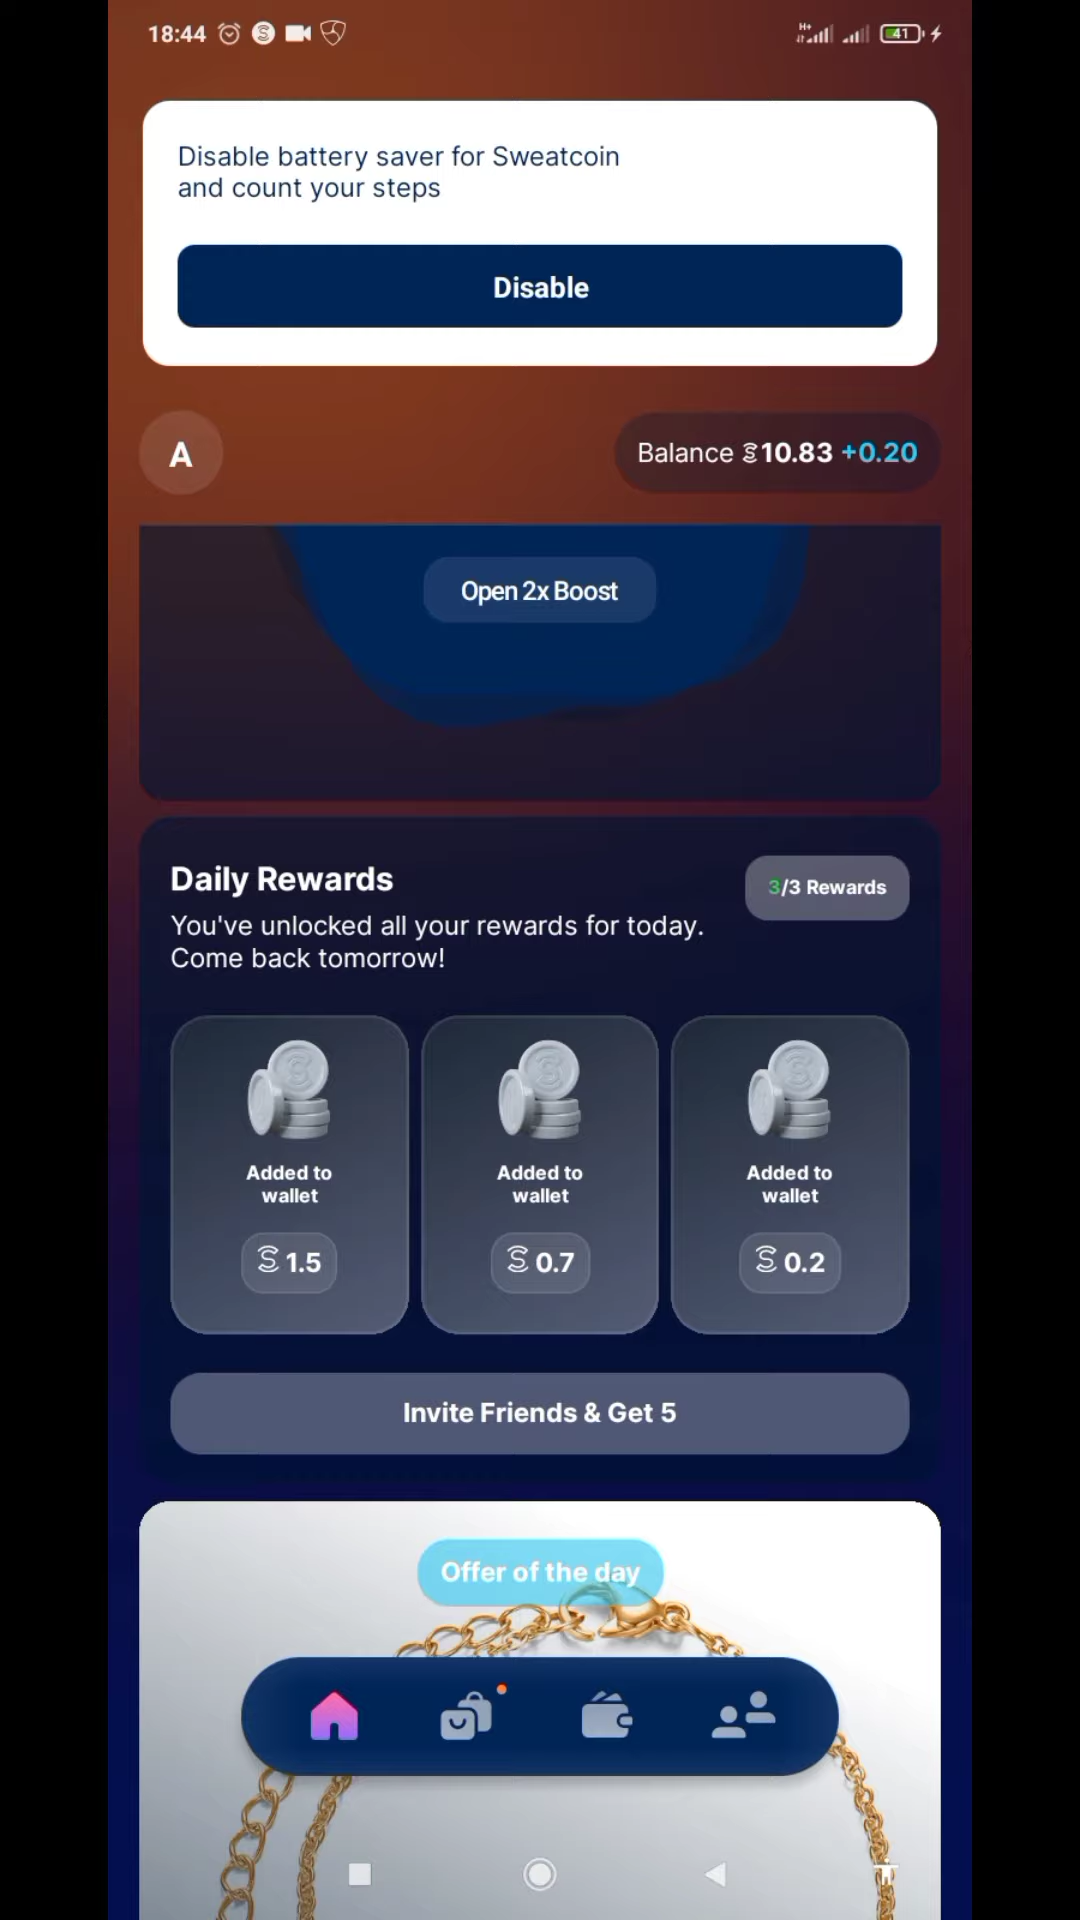 18:44
H+
41
Disable battery saver for Sweatcoin
and count your steps
Disable
A
Balance 10.83 +0.20
Open 2x Boost
Daily Rewards
3/3 Rewards
You've unlocked all your rewards for today.
Come back tomorrow!
Added to
wallet
1.5
Added to
wallet
0.7
Added to
wallet
0.2
Invite Friends & Get 5
Offer of the day